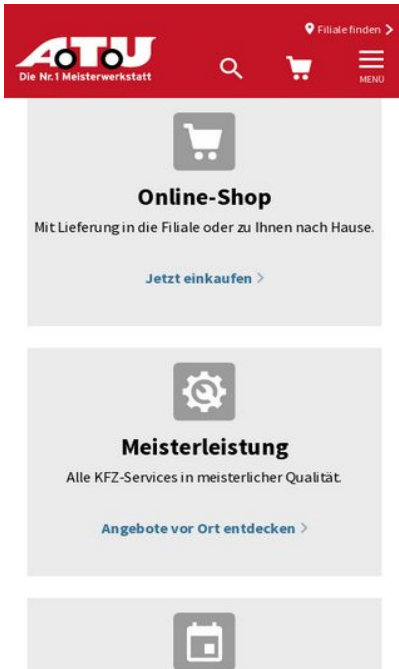 Filiale finden
A.T.U
Die Nr.1 Meisterwerkstatt
MENÜ
Online-Shop
Mit Lieferung in die Filiale oder zu Ihnen nach Hause.
Jetzt einkaufen
Meisterleistung
Alle KFZ-Services in meisterlicher Qualität.
Angebote vor Ort entdecken